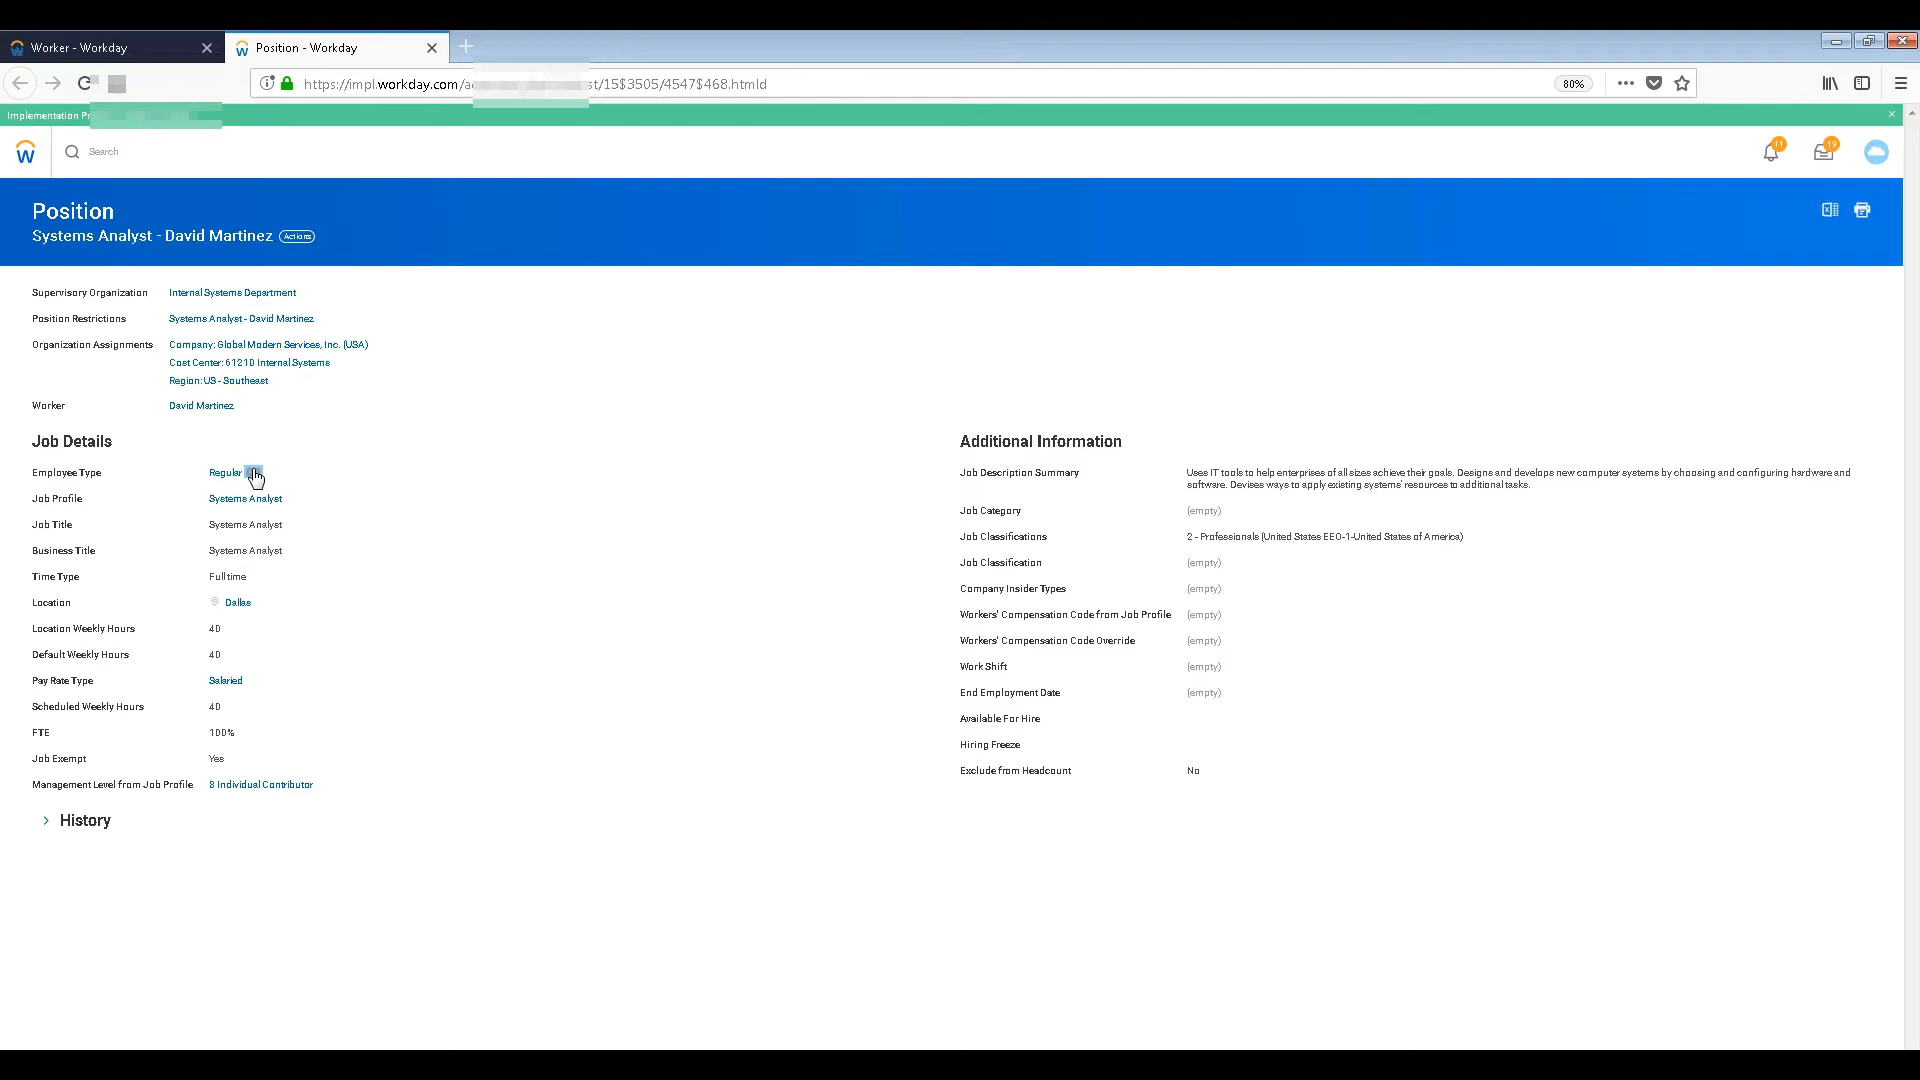 Worker - Workday
Position - Workday
https://impl.workday.com/a st/15$3505/4547$468.htmld
80%
Implementation Pr
W
Search
11
19
Position
Systems Analyst - David Martinez Actions
Supervisory Organization Internal Systems Department
Position Restrictions Systems Analyst - David Martinez
Organization Assignments Company: Global Modern Services, Inc. (USA)
Cost Center: 61210 Internal Systems
Region: US - Southeast
Worker David Martinez
Job Details
Employee Type Regular
Job Profile Systems Analyst
Job Title Systems Analyst
Business Title Systems Analyst
Time Type Full time
Location Dallas
Location Weekly Hours 40
Default Weekly Hours 40
Pay Rate Type Salaried
Scheduled Weekly Hours 40
FTE 100%
Job Exempt Yes
Management Level from Job Profile 8 Individual Contributor
History
Additional Information
Job Description Summary Uses IT tools to help enterprises of all sizes achieve their goals. Designs and develops new computer systems by choosing and configuring hardware and
software. Devises ways to apply existing systems' resources to additional tasks.
Job Category (empty)
Job Classifications 2 - Professionals (United States EEO-1-United States of America)
Job Classification (empty)
Company Insider Types (empty)
Workers' Compensation Code from Job Profile (empty)
Workers' Compensation Code Override (empty)
Work Shift (empty)
End Employment Date (empty)
Available For Hire
Hiring Freeze
Exclude from Headcount No